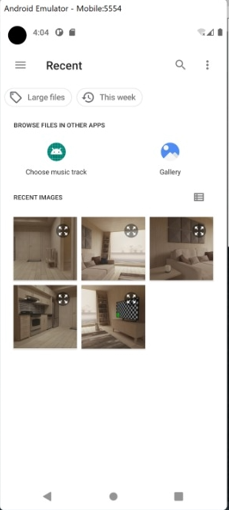 Android Emulator - Mobile:5554
4:04
Recent
Large files
This week
BROWSE FILES IN OTHER APPS
Choose music track
Gallery
RECENT IMAGES